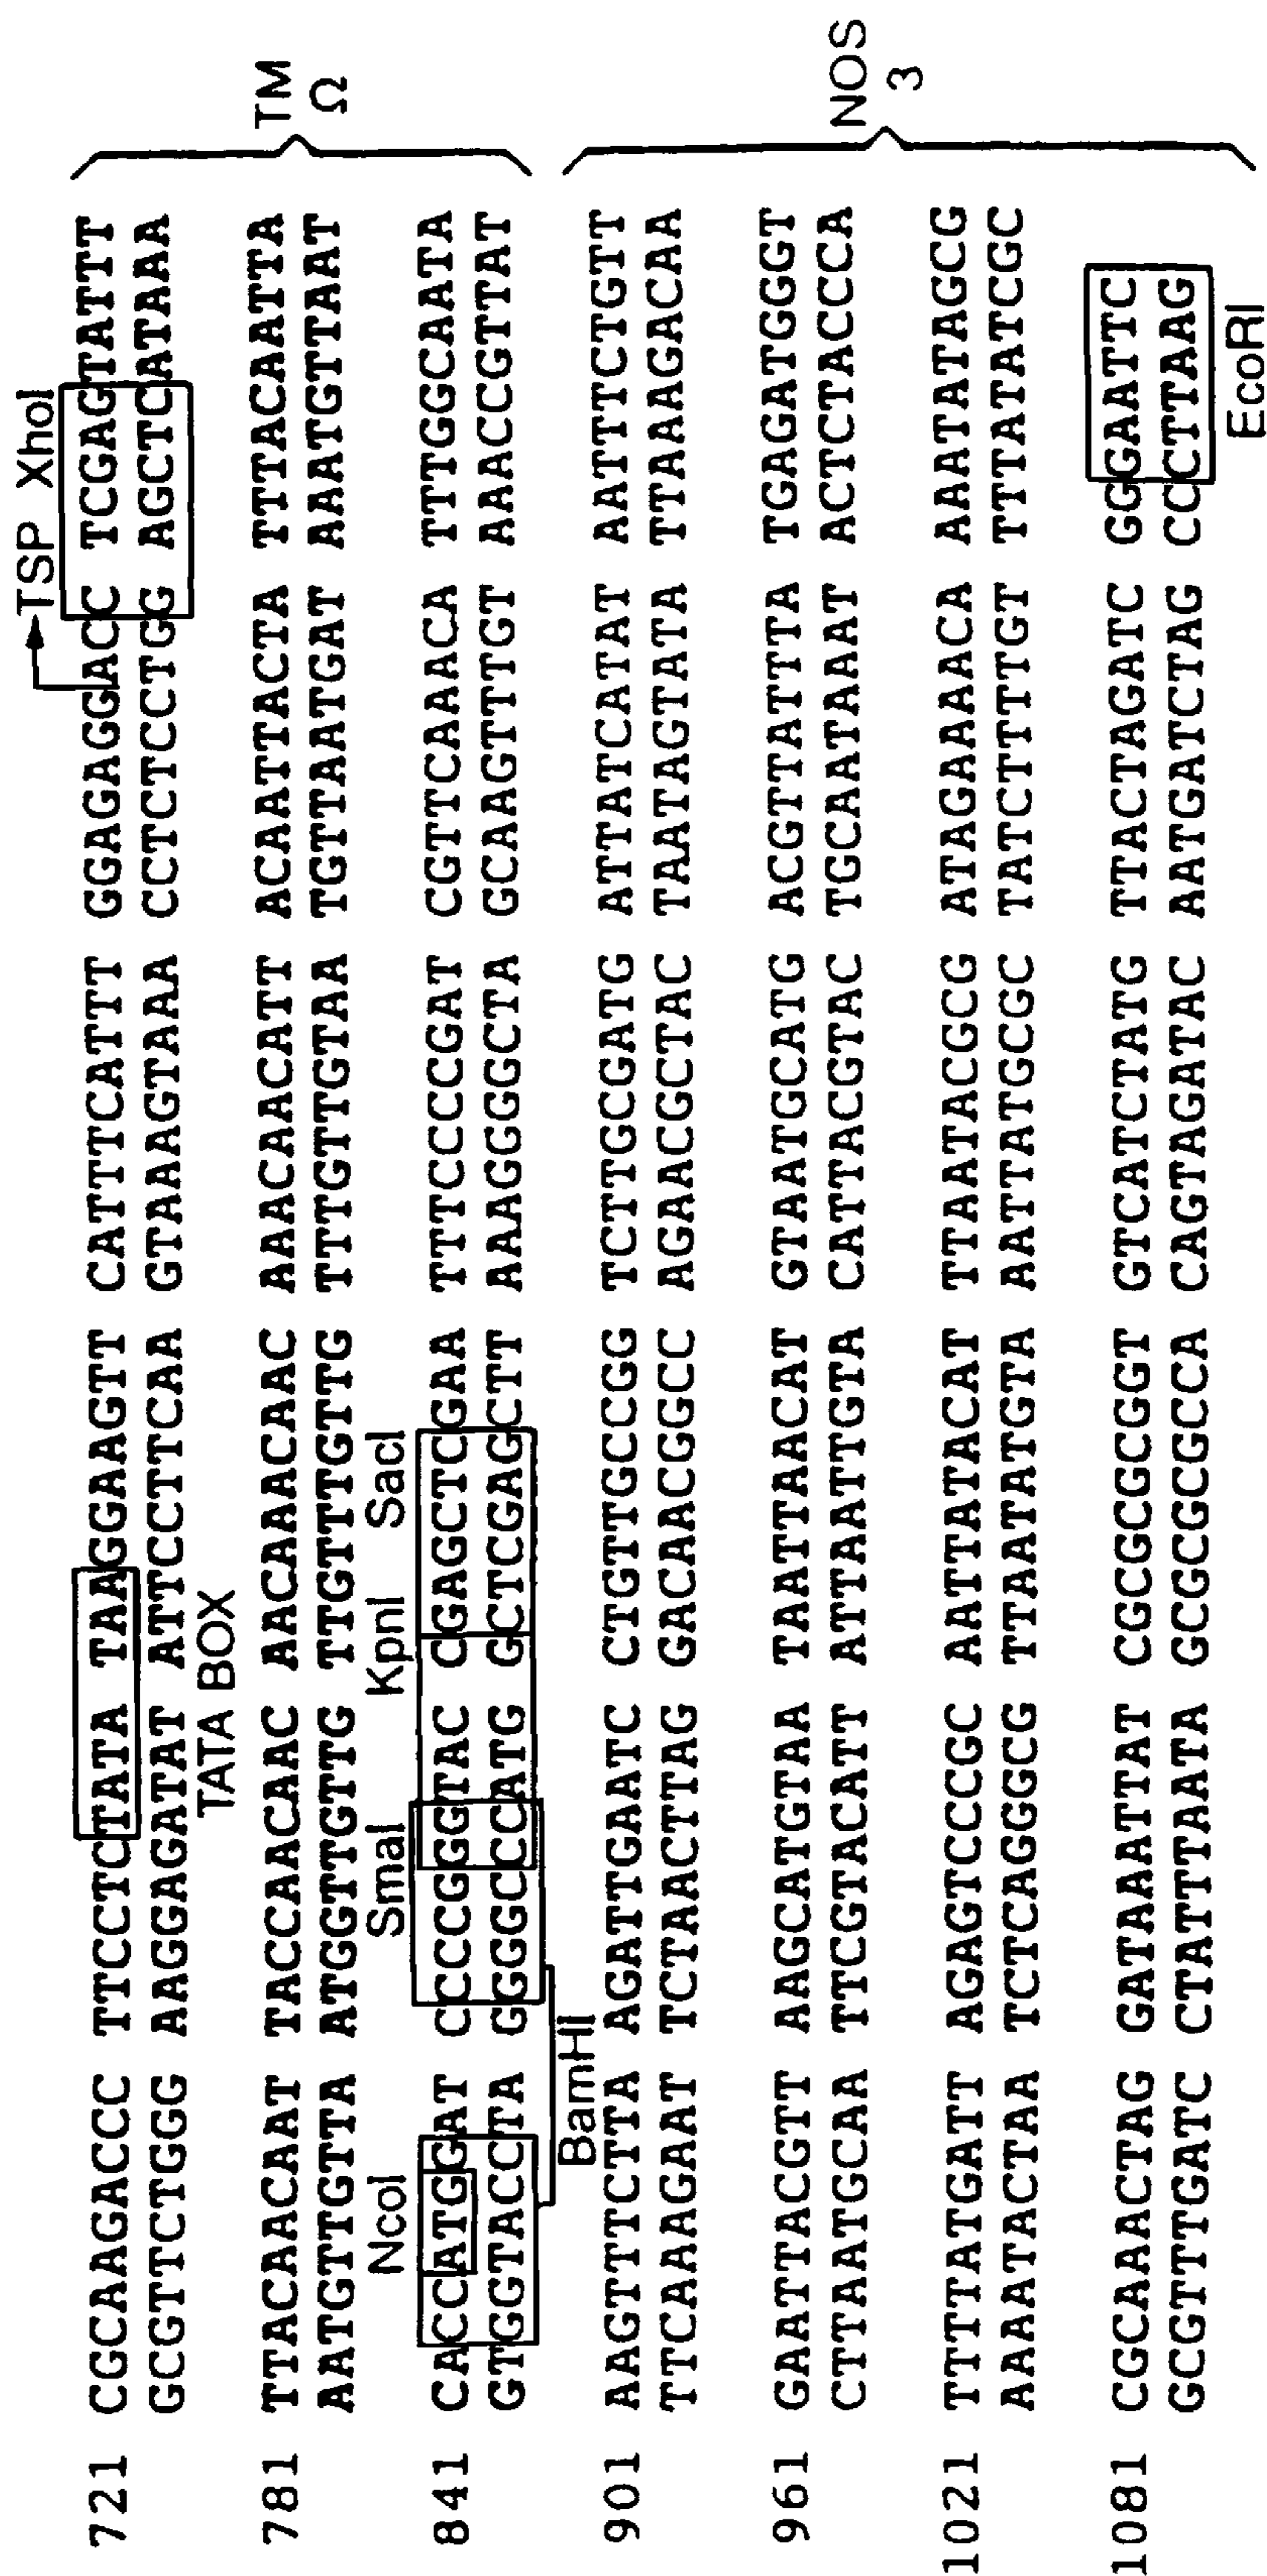 TSP XhoI
721 CGCAAGACCC TTCCTCTATA TAAGGAAGTT CATTTCATTT GGAGAGGACC TCGAGTATTT
GCGTTCTGGG AAGGAGATAT ATTCCTTCAA GTAAAGTAAA CCTCTCCTGG AGCTCATAAA
TATA BOX
781 TTACAACAAT TACCAACAAC AACAAACAAC AAACAACATT ACAATTACTA TTTACAATTA
AATGTTGTTA ATGGTTGTTG TTGTTTGTTG TTTGTTGTAA TGTTAATGAT AAATGTTAAT
TM
Ω
NcoI SmaI KpnI SacI
841 CACCATGGAT CCCCGGGTAC CGAGCTCGAA TTTCCCCGAT CGTTCAAACA TTTGGCAATA
GTGGTACCTA GGGGCCCATG GCTCGAGCTT AAAGGGGCTA GCAAGTTTGT AAACCGTTAT
BamHI
901 AAGTTTCTTA AGATTGAATC CTGTTGCCGG TCTTGCGATG ATTATCATAT AATTTCTGTT
TTCAAAGAAT TCTAACTTAG GACAACGGCC AGAACGCTAC TAATAGTATA TTAAAGACAA
961 GAATTACGTT AAGCATGTAA TAATTAACAT GTAATGCATG ACGTTATTTA TGAGATGGGT
CTTAATGCAA TTCGTACATT ATTAATTGTA CATTACGTAC TGCAATAAAT ACTCTACCCA
NOS
3
1021 TTTTATGATT AGAGTCCCGC AATTATACAT TTAATACGCG ATAGAAAACA AAATATAGCG
AAAATACTAA TCTCAGGGCG TTAATATGTA AATTATGCGC TATCTTTTGT TTTATATCGC
1081 CGCAAACTAG GATAAATTAT CGCGCGCGGT GTCATCTATG TTACTAGATC GGGAATTC
GCGTTTGATC CTATTTAATA GCGCGCGCCA CAGTAGATAC AATGATCTAG CCCTTAAG
EcoRI